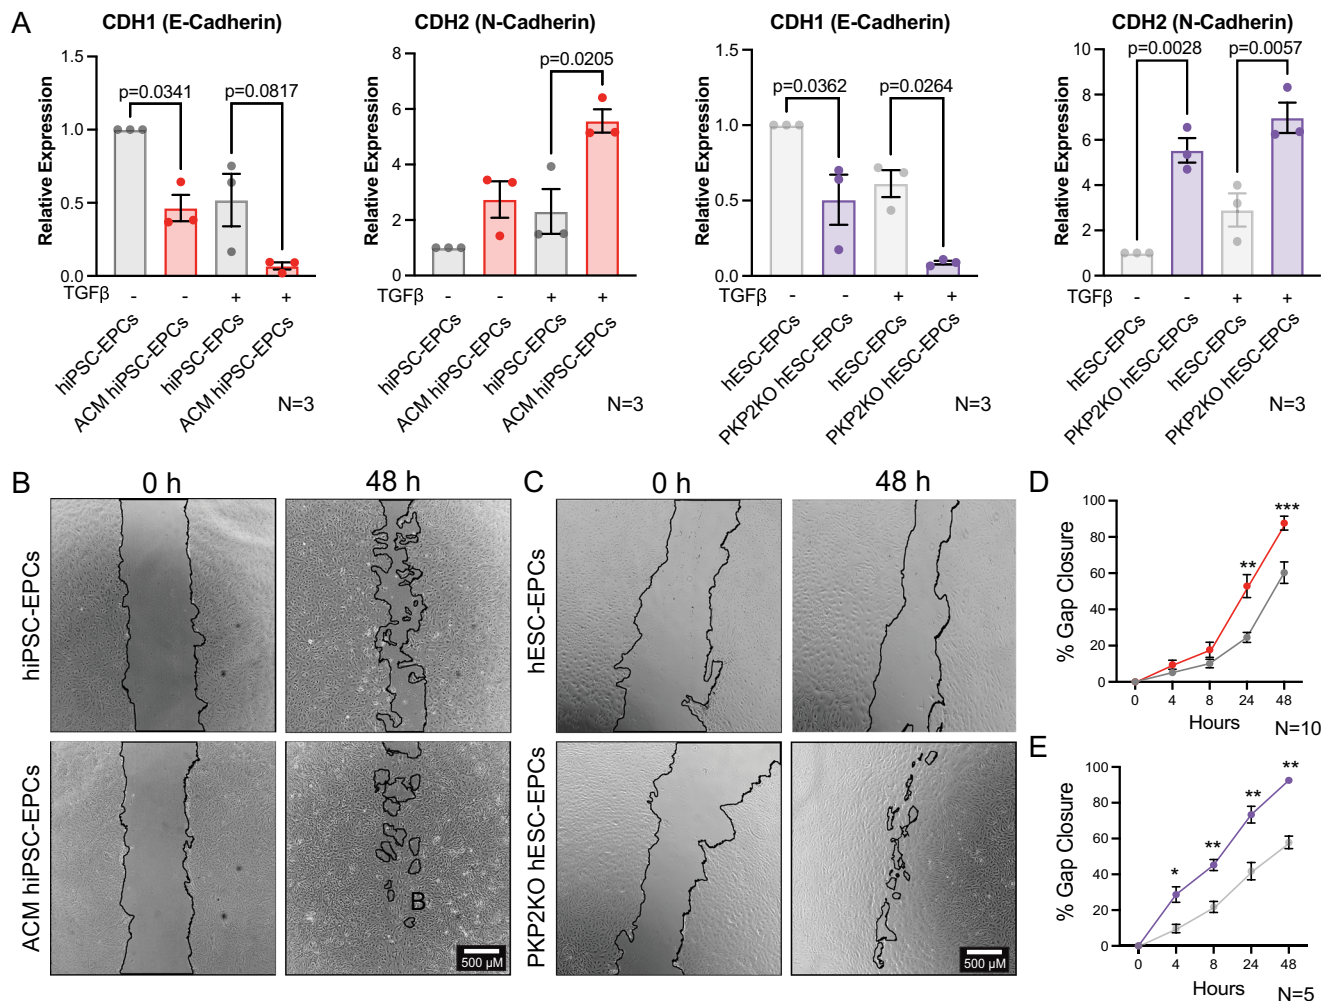 A
CDH1 (E-Cadherin)
Relative Expression
1.5
1.0
0.5
0.0
p=0.0341
p=0.0817
TGFβ - - + +
hiPSC-EPCs
ACM hiPSC-EPCs
hiPSC-EPCs
ACM hiPSC-EPCs
N=3
CDH2 (N-Cadherin)
Relative Expression
8
6
4
2
0
p=0.0205
TGFβ - - + +
hiPSC-EPCs
ACM hiPSC-EPCs
hiPSC-EPCs
ACM hiPSC-EPCs
N=3
CDH1 (E-Cadherin)
Relative Expression
1.5
1.0
0.5
0.0
p=0.0362
p=0.0264
TGFβ - - + +
hESC-EPCs
PKP2KO hESC-EPCs
hESC-EPCs
PKP2KO hESC-EPCs
N=3
CDH2 (N-Cadherin)
Relative Expression
10
8
6
4
2
0
p=0.0028
p=0.0057
TGFβ - - + +
hESC-EPCs
PKP2KO hESC-EPCs
hESC-EPCs
PKP2KO hESC-EPCs
N=3
B
0 h
48 h
hiPSC-EPCs
ACM hiPSC-EPCs
B
500 µM
C
0 h
48 h
hESC-EPCs
PKP2KO hESC-EPCs
500 µM
D
% Gap Closure
100
80
60
40
20
0
**
***
0 4 8 24 48
Hours
N=10
E
% Gap Closure
100
80
60
40
20
0
*
**
**
**
0 4 8 24 48
Hours
N=5